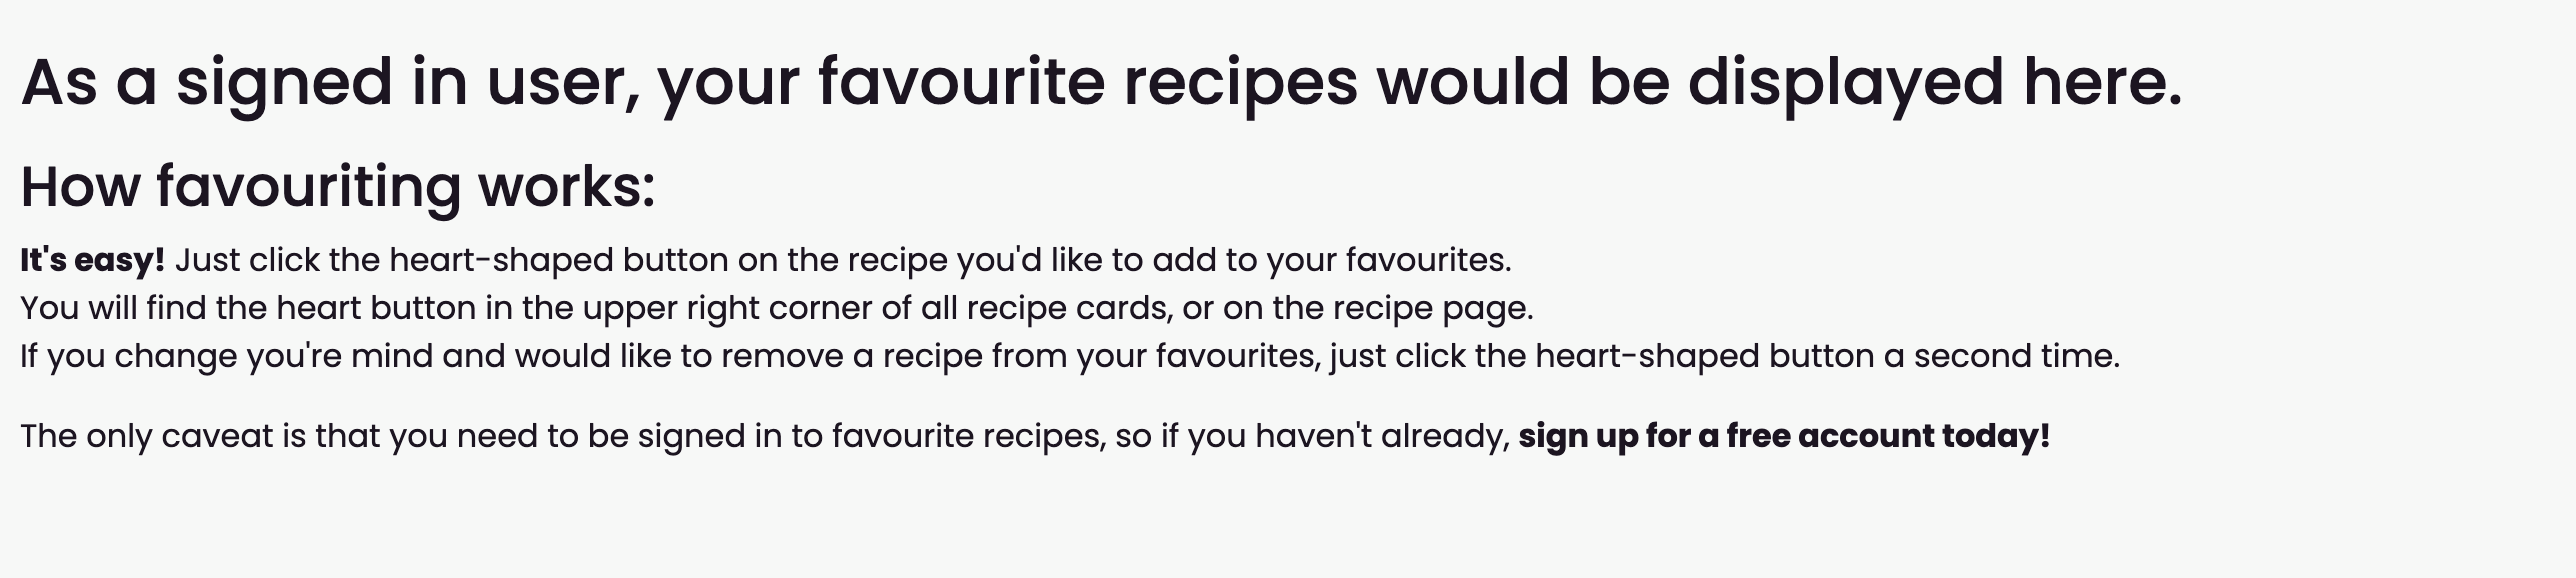 As a signed in user, your favourite recipes would be displayed here.
How favouriting works:
It's easy! Just click the heart-shaped button on the recipe you'd like to add to your favourites.
You will find the heart button in the upper right corner of all recipe cards, or on the recipe page.
If you change you're mind and would like to remove a recipe from your favourites, just click the heart-shaped button a second time.
The only caveat is that you need to be signed in to favourite recipes, so if you haven't already, sign up for a free account today!